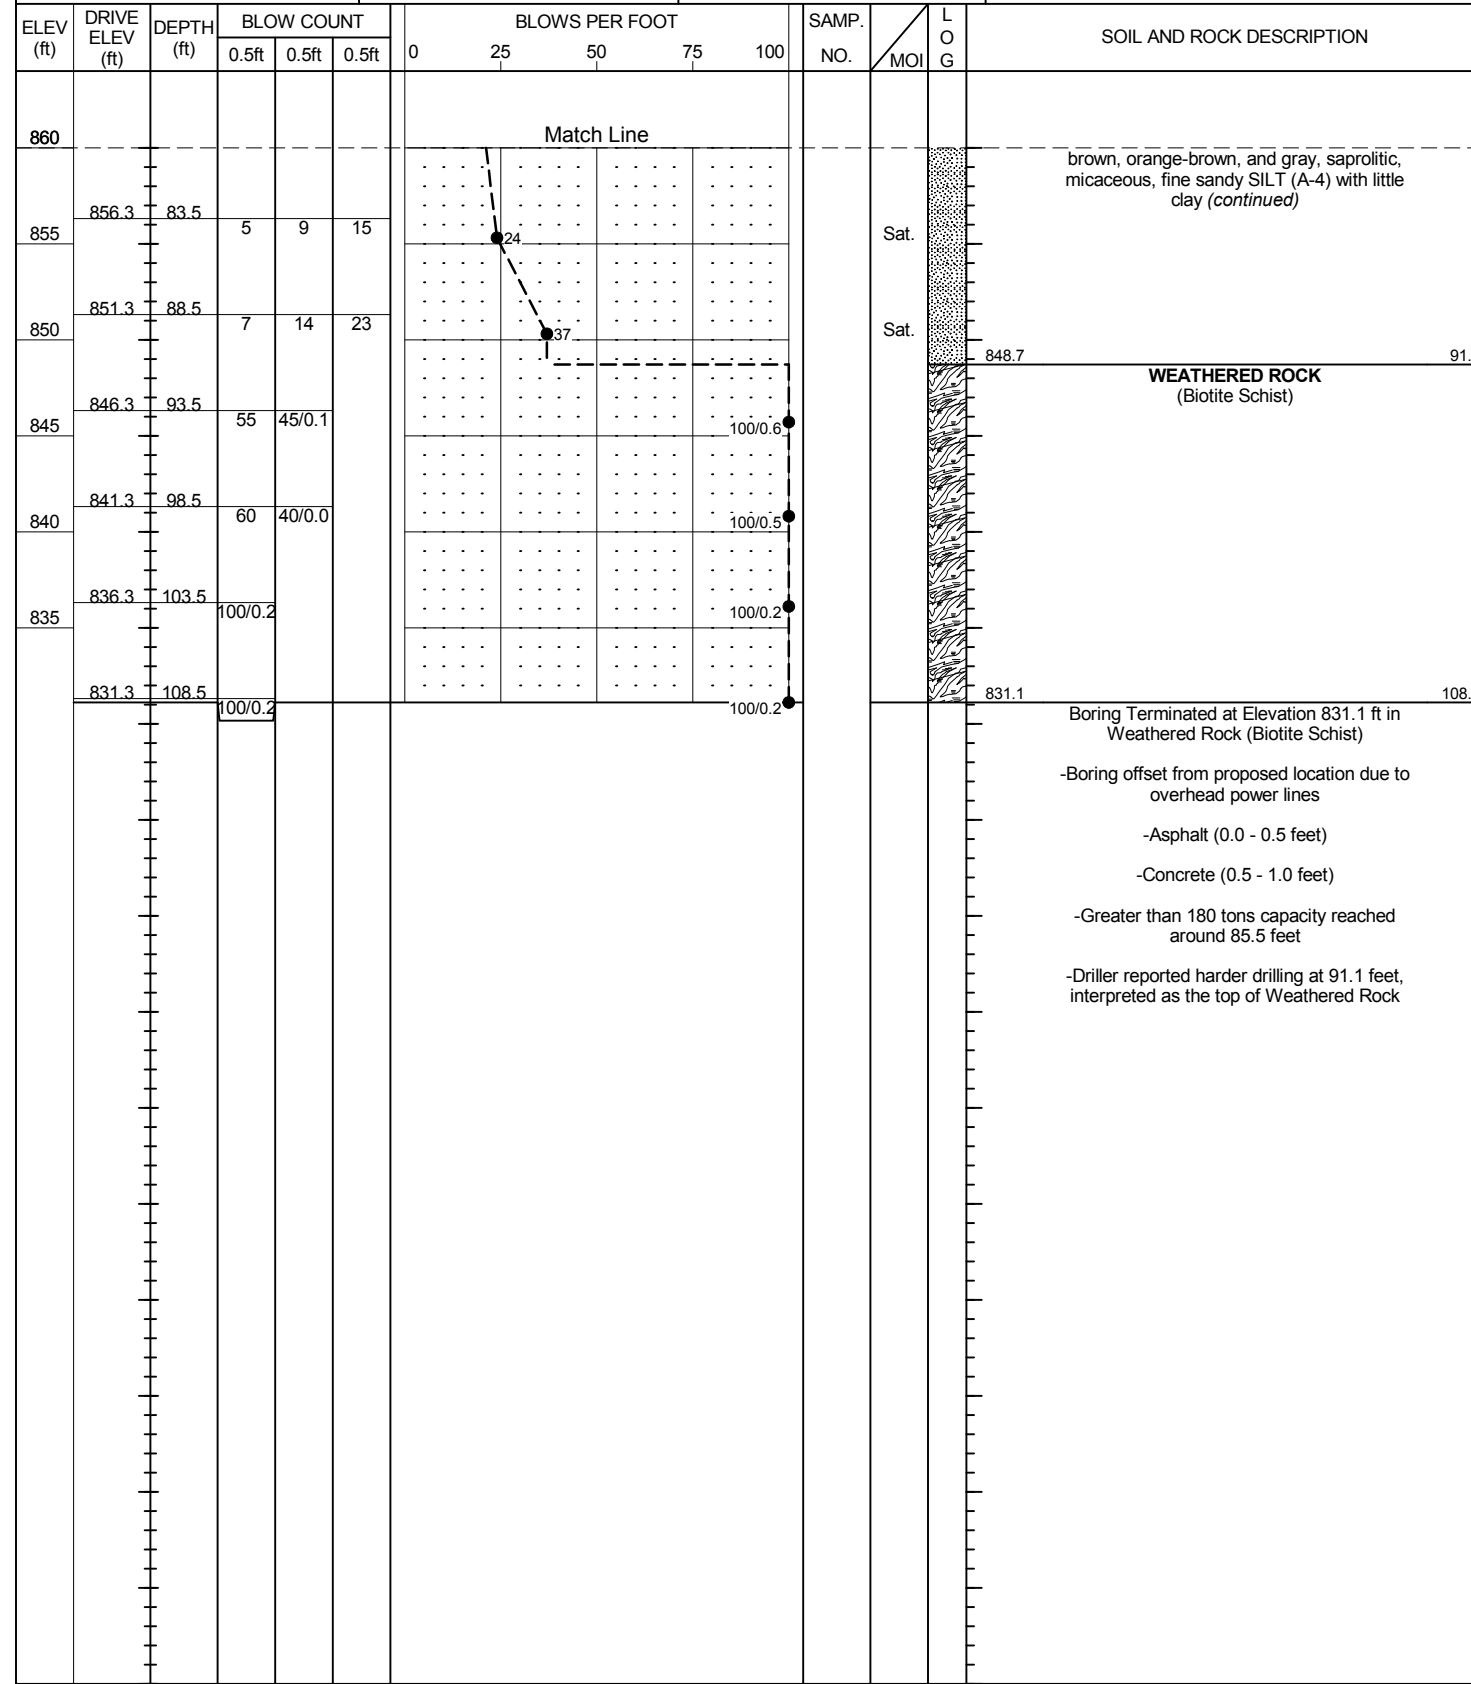 ELEV (ft) DRIVE ELEV (ft) DEPTH (ft) BLOW COUNT 0.5ft 0.5ft 0.5ft BLOWS PER FOOT 0 25 50 75 100 SAMP. NO. MOI L O G SOIL AND ROCK DESCRIPTION
860 Match Line
brown, orange-brown, and gray, saprolitic,
micaceous, fine sandy SILT (A-4) with little
clay (continued)
856.3 83.5
855 5 9 15 24 Sat.
851.3 88.5
850 7 14 23 37 Sat.
848.7 91.
WEATHERED ROCK
(Biotite Schist)
846.3 93.5
845 55 45/0.1 100/0.6
841.3 98.5
840 60 40/0.0 100/0.5
836.3 103.5
835 100/0.2 100/0.2
831.3 108.5 831.1 108.
100/0.2 100/0.2
Boring Terminated at Elevation 831.1 ft in
Weathered Rock (Biotite Schist)
-Boring offset from proposed location due to
overhead power lines
-Asphalt (0.0 - 0.5 feet)
-Concrete (0.5 - 1.0 feet)
-Greater than 180 tons capacity reached
around 85.5 feet
-Driller reported harder drilling at 91.1 feet,
interpreted as the top of Weathered Rock